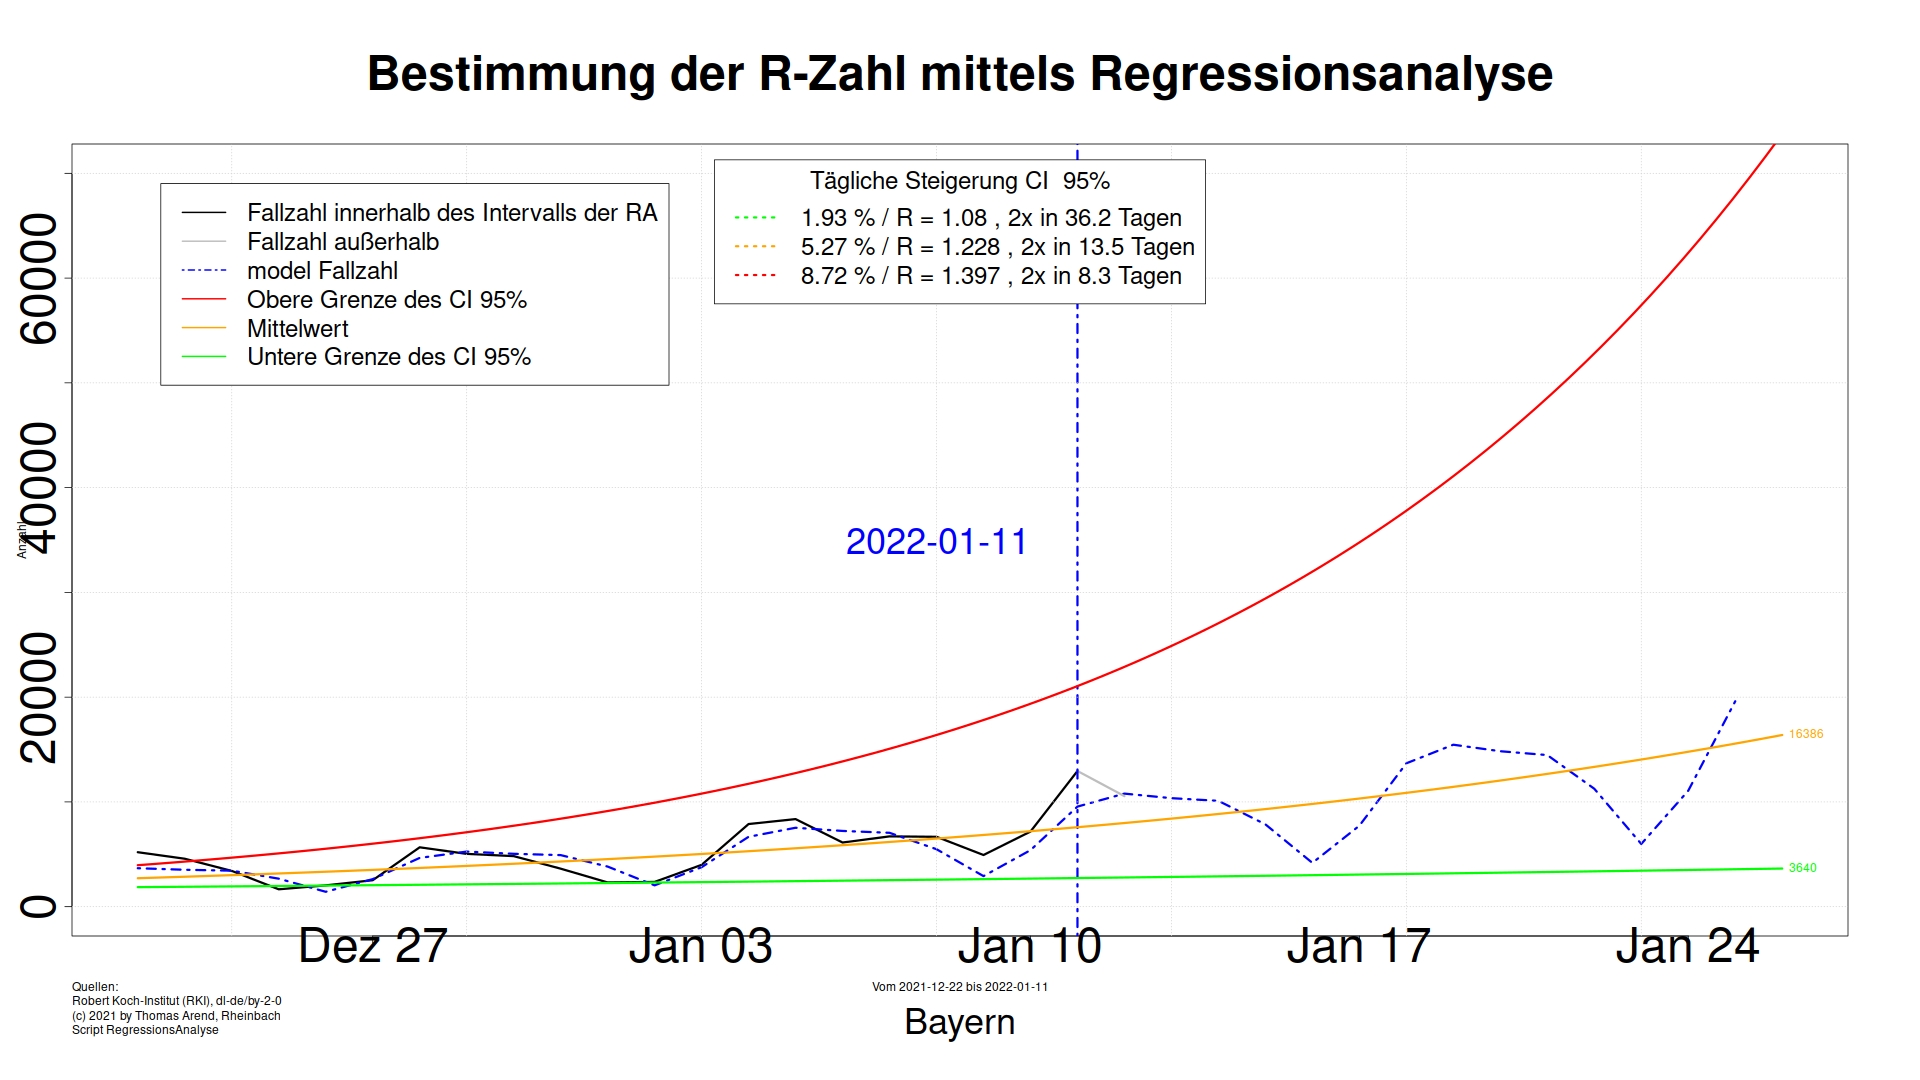 Bestimmung der R-Zahl mittels Regressionsanalyse
Fallzahl innerhalb des Intervalls der RA
Fallzahl außerhalb
model Fallzahl
Obere Grenze des CI 95%
Mittelwert
Untere Grenze des CI 95%
Tägliche Steigerung CI  95%
1.93 % / R = 1.08 , 2x in 36.2 Tagen
5.27 % / R = 1.228 , 2x in 13.5 Tagen
8.72 % / R = 1.397 , 2x in 8.3 Tagen
60000
40000
20000
0
Anzahl
2022-01-11
16386
3640
Dez 27
Jan 03
Jan 10
Jan 17
Jan 24
Vom 2021-12-22 bis 2022-01-11
Bayern
Quellen:
Robert Koch-Institut (RKI), dl-de/by-2-0
(c) 2021 by Thomas Arend, Rheinbach
Script RegressionsAnalyse